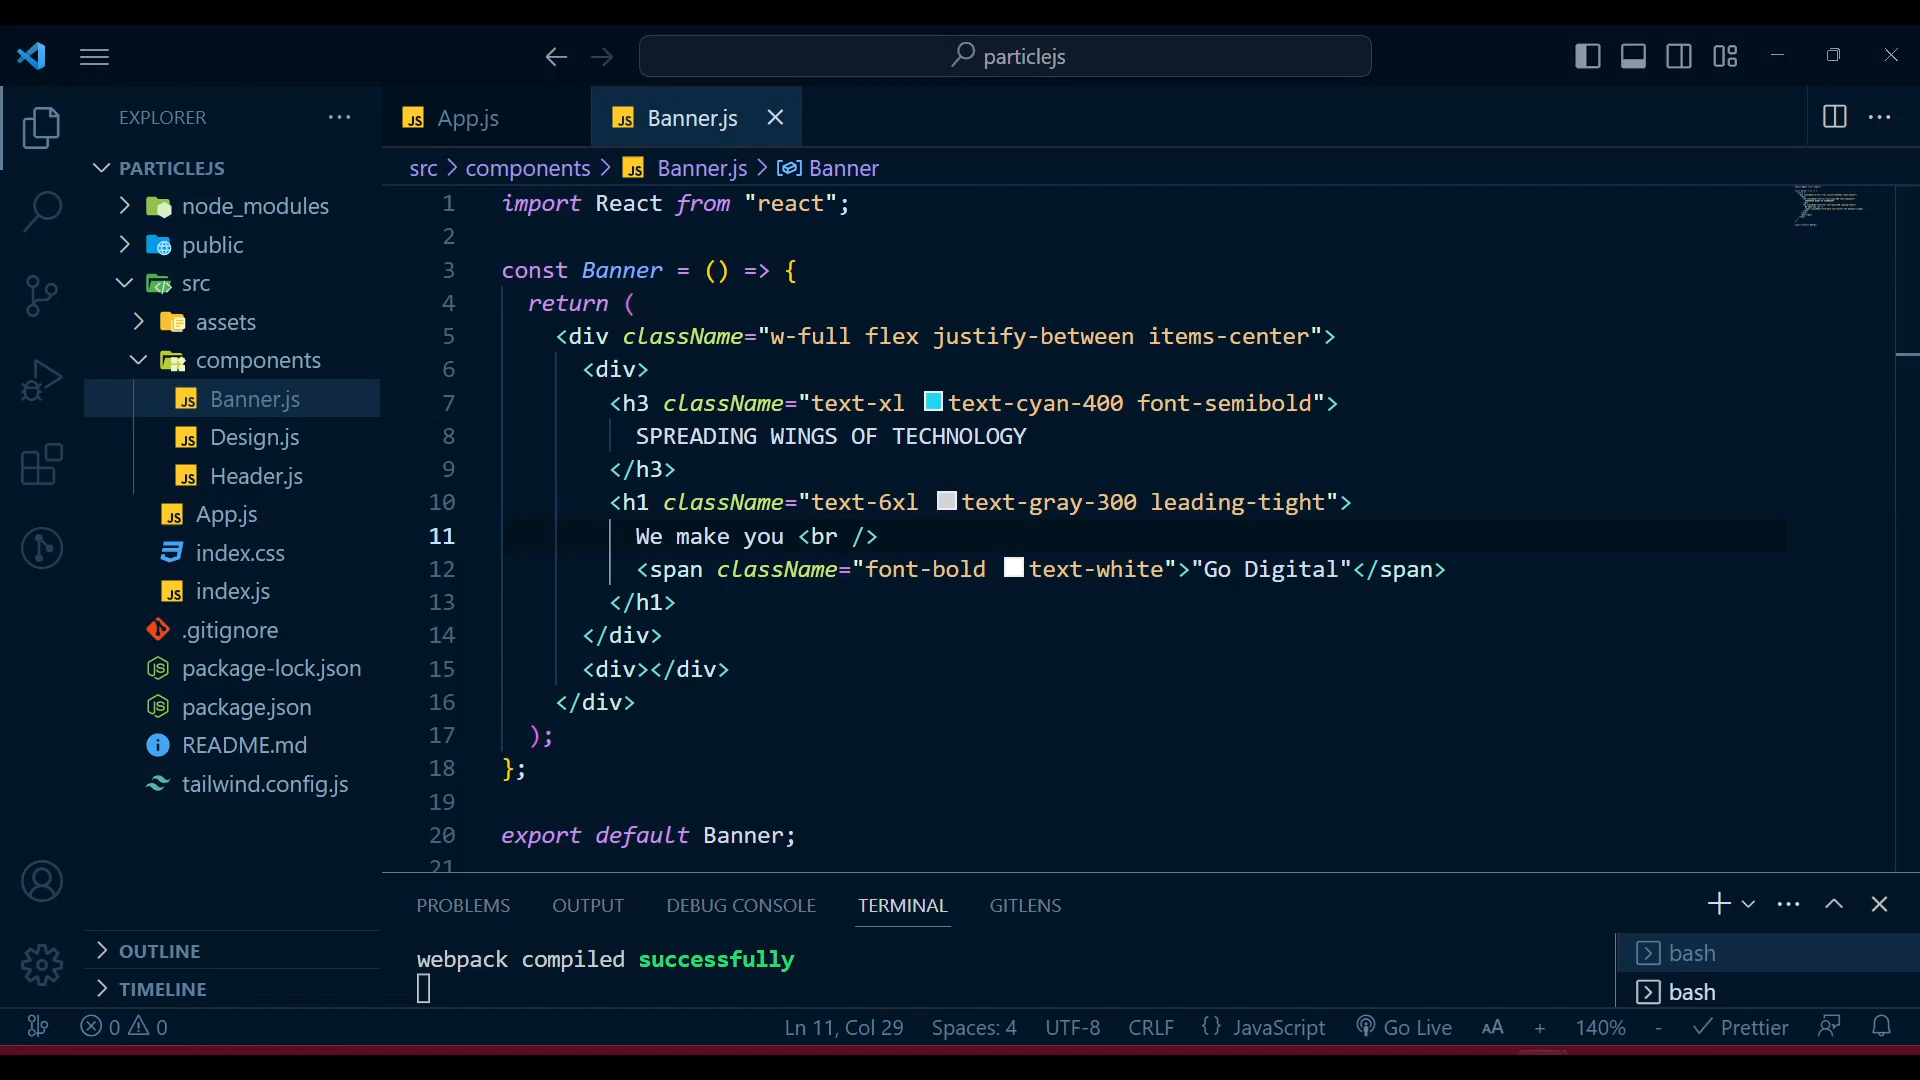 particlejs
EXPLORER
App.js
Banner.js
PARTICLEJS
src > components > JS Banner.js > Banner
node_modules
public
src
assets
components
Banner.js
Design.js
Header.js
App.js
index.css
index.js
.gitignore
package-lock.json
package.json
README.md
tailwind.config.js
OUTLINE
TIMELINE
1 import React from "react";
2
3 const Banner = () => {
4 return (
5 <div className="w-full flex justify-between items-center">
6 <div>
7 <h3 className="text-xl text-cyan-400 font-semibold">
8 SPREADING WINGS OF TECHNOLOGY
9 </h3>
10 <h1 className="text-6xl text-gray-300 leading-tight">
11 We make you <br />
12 <span className="font-bold text-white">"Go Digital"</span>
13 </h1>
14 </div>
15 <div></div>
16 </div>
17 );
18 };
19
20 export default Banner;
21
PROBLEMS OUTPUT DEBUG CONSOLE TERMINAL GITLENS
webpack compiled successfully
bash
bash
0 0 Ln 11, Col 29 Spaces: 4 UTF-8 CRLF {} JavaScript Go Live AA + 140% - Prettier